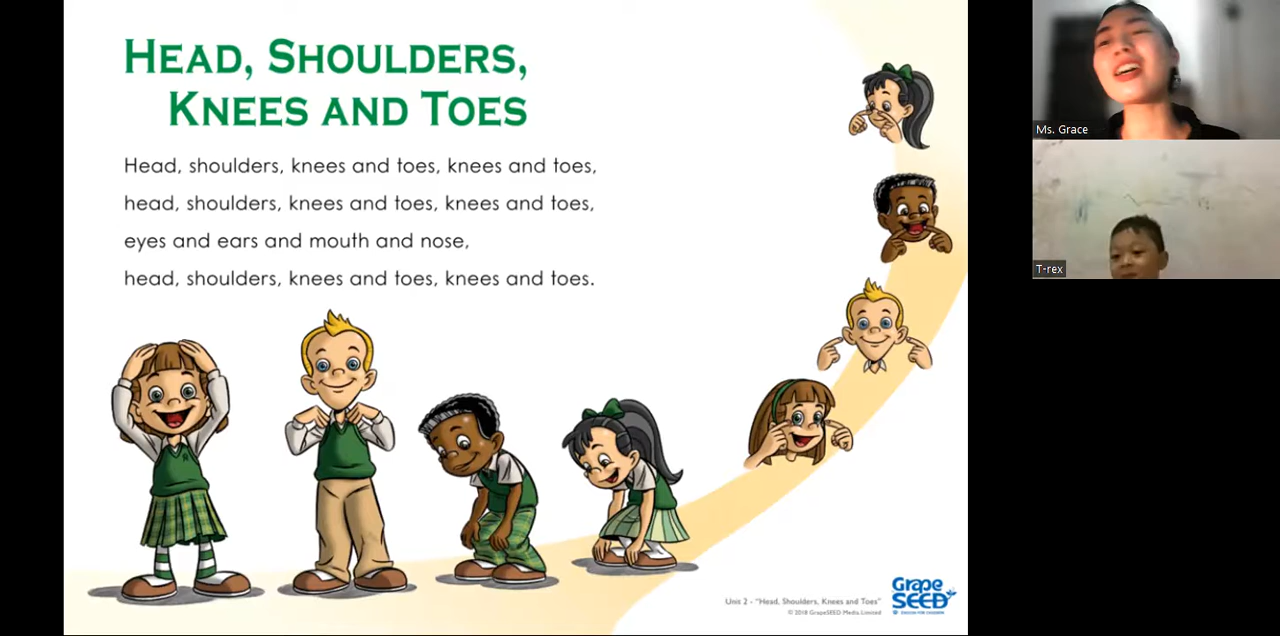 HEAD, SHOULDERS,
KNEES AND TOES
Head, shoulders, knees and toes, knees and toes,
head, shoulders, knees and toes, knees and toes,
eyes and ears and mouth and nose,
head, shoulders, knees and toes, knees and toes.
Unit 2 - "Head, Shoulders, Knees and Toes"
© 2018 GrapeSEED Media Limited
Grape
SEED
Ms. Grace
T-rex